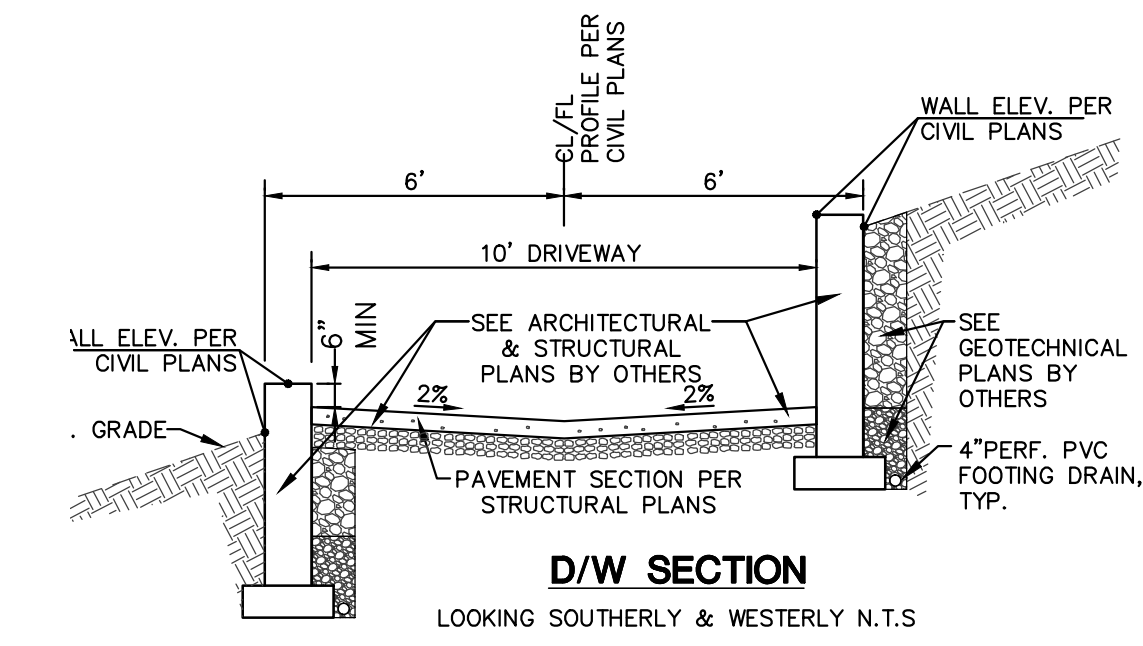 CL/FL
PROFILE PER
CIVIL PLANS
WALL ELEV. PER
CIVIL PLANS
6'
6'
10' DRIVEWAY
6"
MIN
ALL ELEV. PER
CIVIL PLANS
SEE ARCHITECTURAL
& STRUCTURAL
PLANS BY OTHERS
SEE
GEOTECHNICAL
PLANS BY
OTHERS
2%
2%
. GRADE
4"PERF. PVC
FOOTING DRAIN,
TYP.
PAVEMENT SECTION PER
STRUCTURAL PLANS
D/W SECTION
LOOKING SOUTHERLY & WESTERLY N.T.S